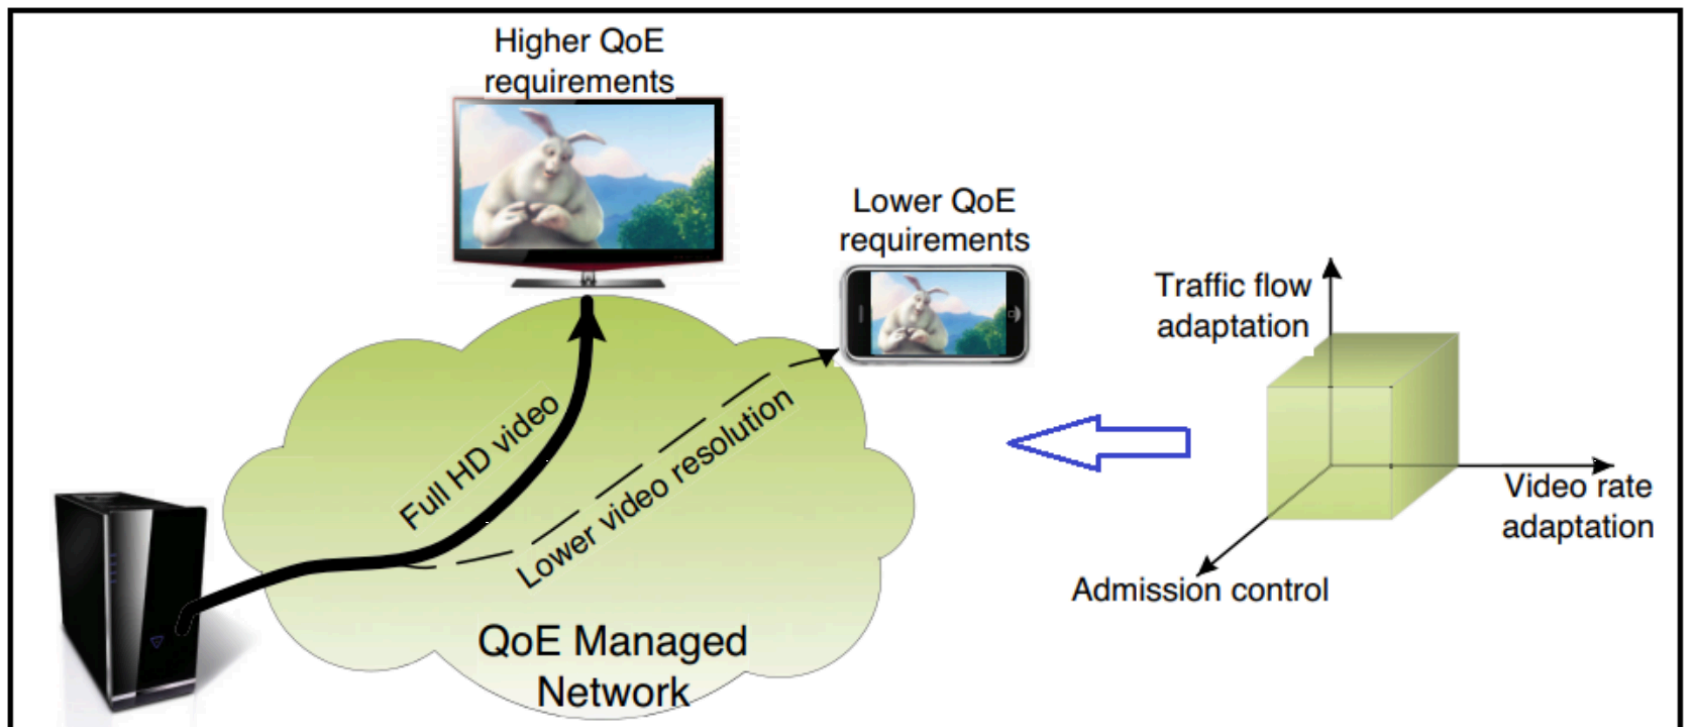 Higher QoE
requirements
Lower QoE
requirements
Traffic flow
adaptation
Full HD video
Lower video resolution
Video rate
adaptation
Admission control
QoE Managed
Network